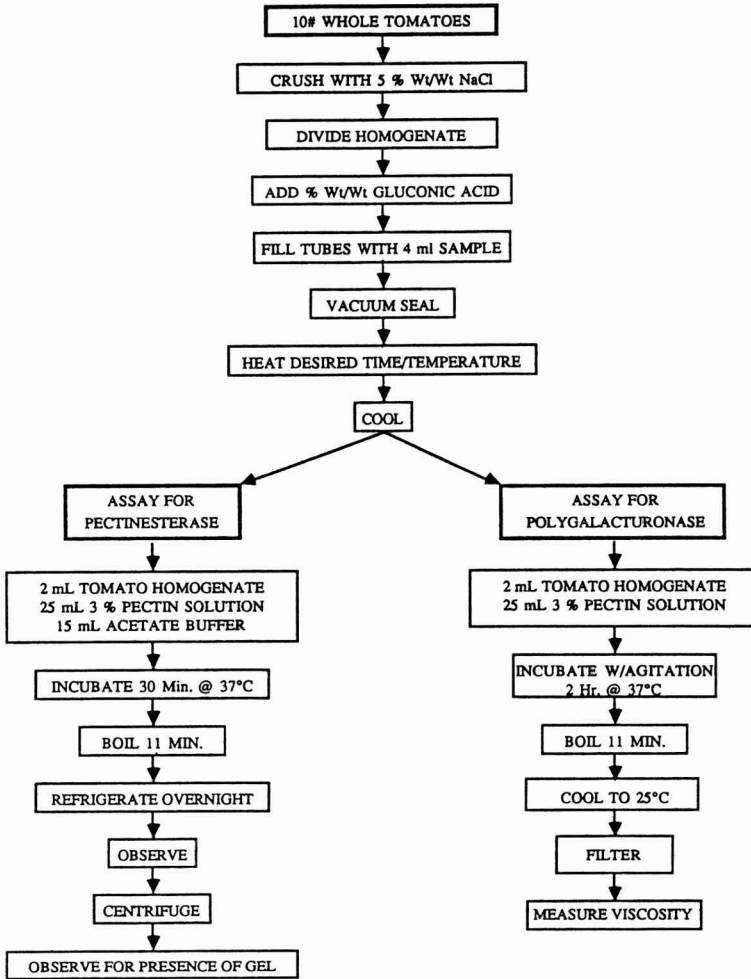 10# WHOLE TOMATOES
CRUSH WITH 5 % Wt/Wt NaCl
DIVIDE HOMOGENATE
ADD % Wt/Wt GLUCONIC ACID
FILL TUBES WITH 4 ml SAMPLE
VACUUM SEAL
HEAT DESIRED TIME/TEMPERATURE
COOL
ASSAY FOR
PECTINESTERASE
2 mL TOMATO HOMOGENATE
25 mL 3 % PECTIN SOLUTION
15 mL ACETATE BUFFER
INCUBATE 30 Min. @ 37°C
BOIL 11 MIN.
REFRIGERATE OVERNIGHT
OBSERVE
CENTRIFUGE
OBSERVE FOR PRESENCE OF GEL
ASSAY FOR
POLYGALACTURONASE
2 mL TOMATO HOMOGENATE
25 mL 3 % PECTIN SOLUTION
INCUBATE W/AGITATION
2 Hr. @ 37°C
BOIL 11 MIN.
COOL TO 25°C
FILTER
MEASURE VISCOSITY